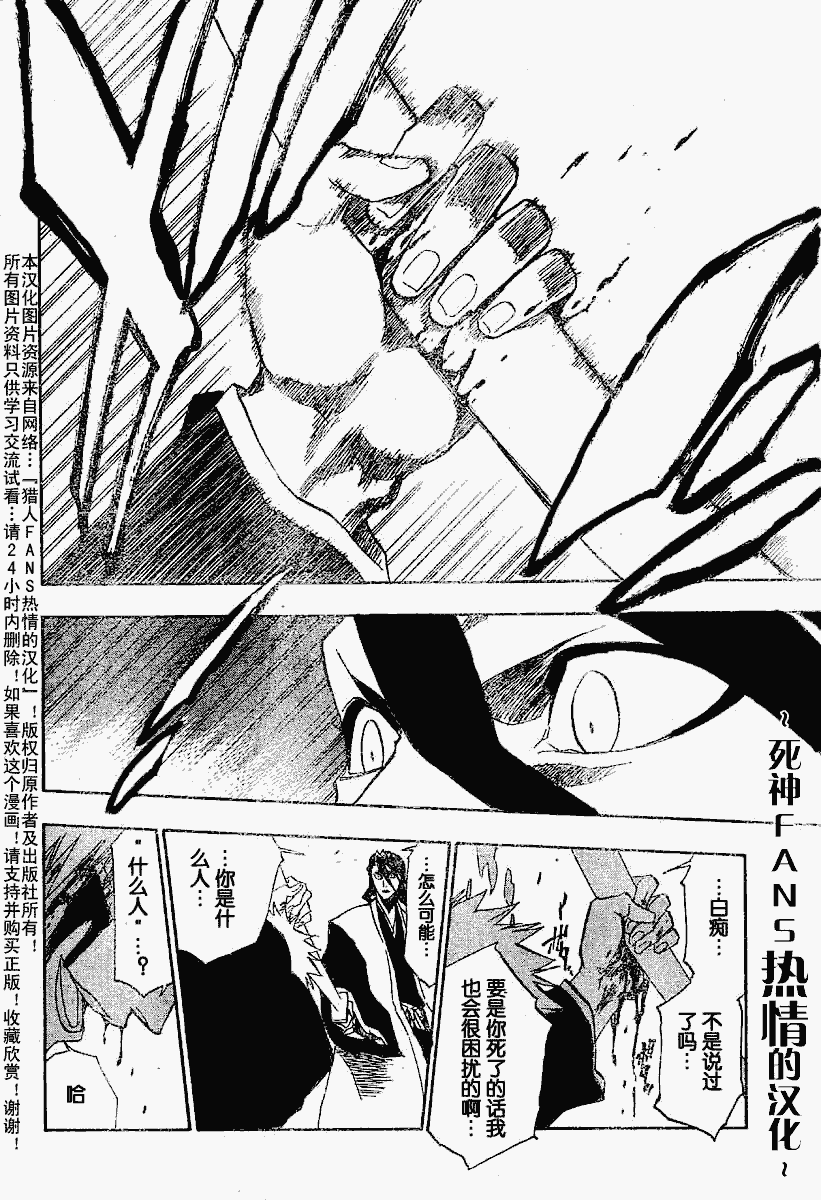 …白痴…
不是说过
了吗…
要是你死了的话我
也会很困扰的啊…
…怎么可能…
…你是什
么人…
“什么人”…？
哈
～死神FANS热情的汉化～
本汉化图片资源来自网络…『猎人FANS热情的汉化』！版权归原作者及出版社所有！
所有图片资料只供学习交流试看…请24小时内删除！如果喜欢这个漫画！请支持并购买正版！收藏欣赏！谢谢！